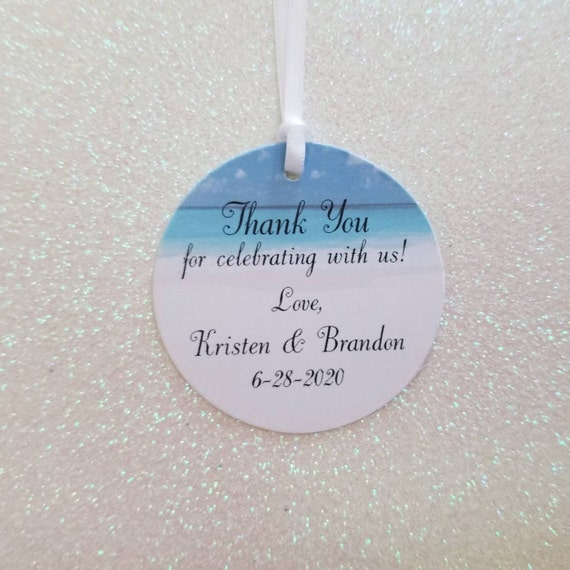 Thank You
for celebrating with us!
Love,
Kristen & Brandon
6-28-2020